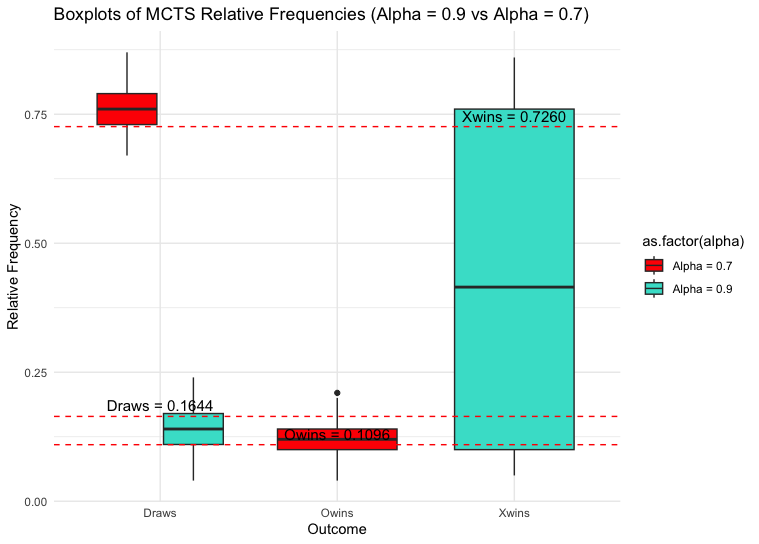 Boxplots of MCTS Relative Frequencies (Alpha = 0.9 vs Alpha = 0.7)
Relative Frequency
0.75
0.50
0.25
0.00
Xwins = 0.7260
Draws = 0.1644
Owins = 0.1096
Draws
Owins
Xwins
Outcome
as.factor(alpha)
Alpha = 0.7
Alpha = 0.9